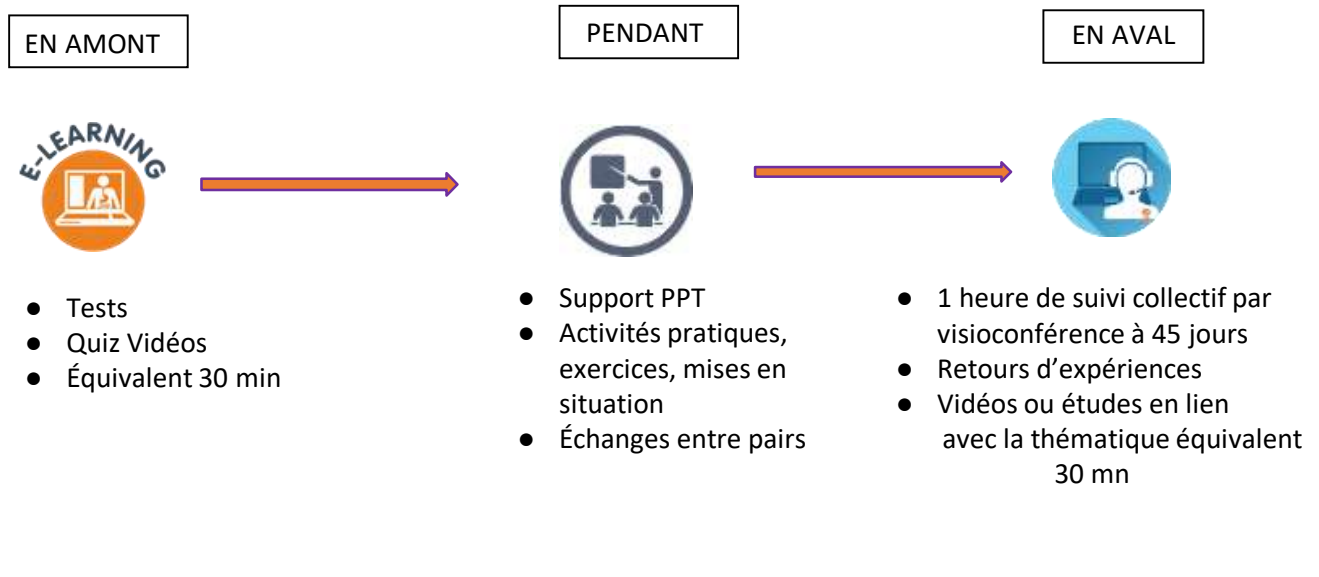 EN AMONT
PENDANT
EN AVAL
E-LEARNING
● Tests
● Quiz Vidéos
● Équivalent 30 min
● Support PPT
● Activités pratiques,
exercices, mises en
situation
● Échanges entre pairs
● 1 heure de suivi collectif par
visioconférence à 45 jours
● Retours d’expériences
● Vidéos ou études en lien
avec la thématique équivalent
30 mn